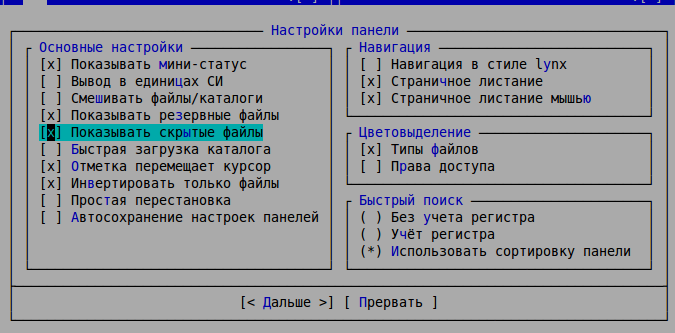 Настройки панели
Основные настройки
[x] Показывать мини-статус
[ ] Вывод в единицах СИ
[ ] Смешивать файлы/каталоги
[x] Показывать резервные файлы
[x] Показывать скрытые файлы
[ ] Быстрая загрузка каталога
[x] Отметка перемещает курсор
[x] Инвертировать только файлы
[ ] Простая перестановка
[ ] Автосохранение настроек панелей
Навигация
[ ] Навигация в стиле lynx
[x] Страничное листание
[x] Страничное листание мышью
Цветовыделение
[x] Типы файлов
[ ] Права доступа
Быстрый поиск
( ) Без учета регистра
( ) Учёт регистра
(*) Использовать сортировку панели
[< Дальше >] [ Прервать ]